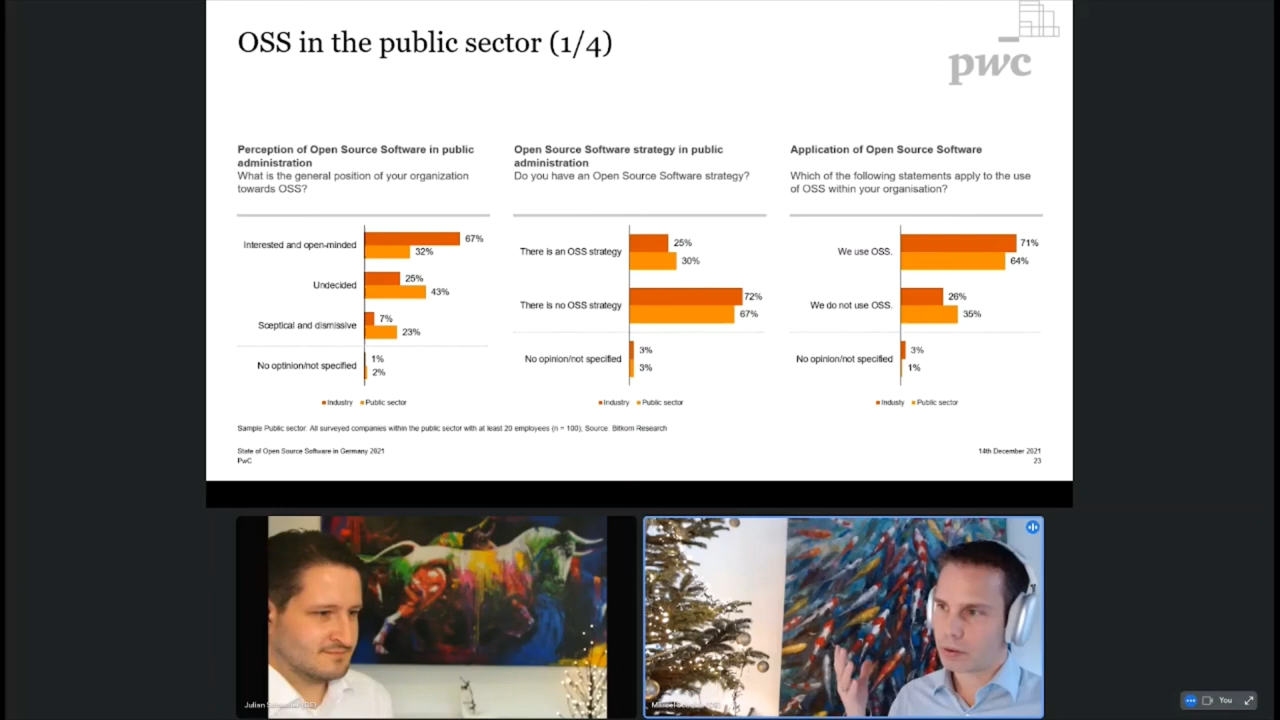 OSS in the public sector (1/4)
pwc
Perception of Open Source Software in public
administration
What is the general position of your organization
towards OSS?
Interested and open-minded
67%
32%
Undecided
25%
43%
Sceptical and dismissive
7%
23%
No optinion/not specified
1%
2%
Industry
Public sector
Open Source Software strategy in public
administration
Do you have an Open Source Software strategy?
There is an OSS strategy
25%
30%
There is no OSS strategy
72%
67%
No opinion/not specified
3%
3%
Industry
Public sector
Application of Open Source Software
Which of the following statements apply to the use
of OSS within your organisation?
We use OSS.
71%
64%
We do not use OSS.
26%
35%
No opinion/not specified
3%
1%
Industy
Public sector
Sample Public sector: All surveyed companies within the public sector with at least 20 employees (n = 100); Source: Bitkom Research
State of Open Source Software in Germany 2021
PwC
14th December 2021
23
Julian
You